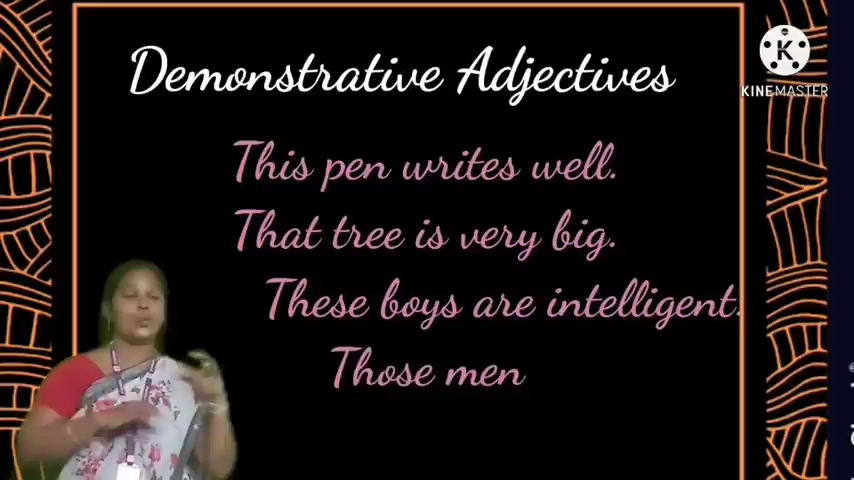 Demonstrative Adjectives
This pen writes well.
That tree is very big.
These boys are intelligent.
Those men
K
KINEMASTER